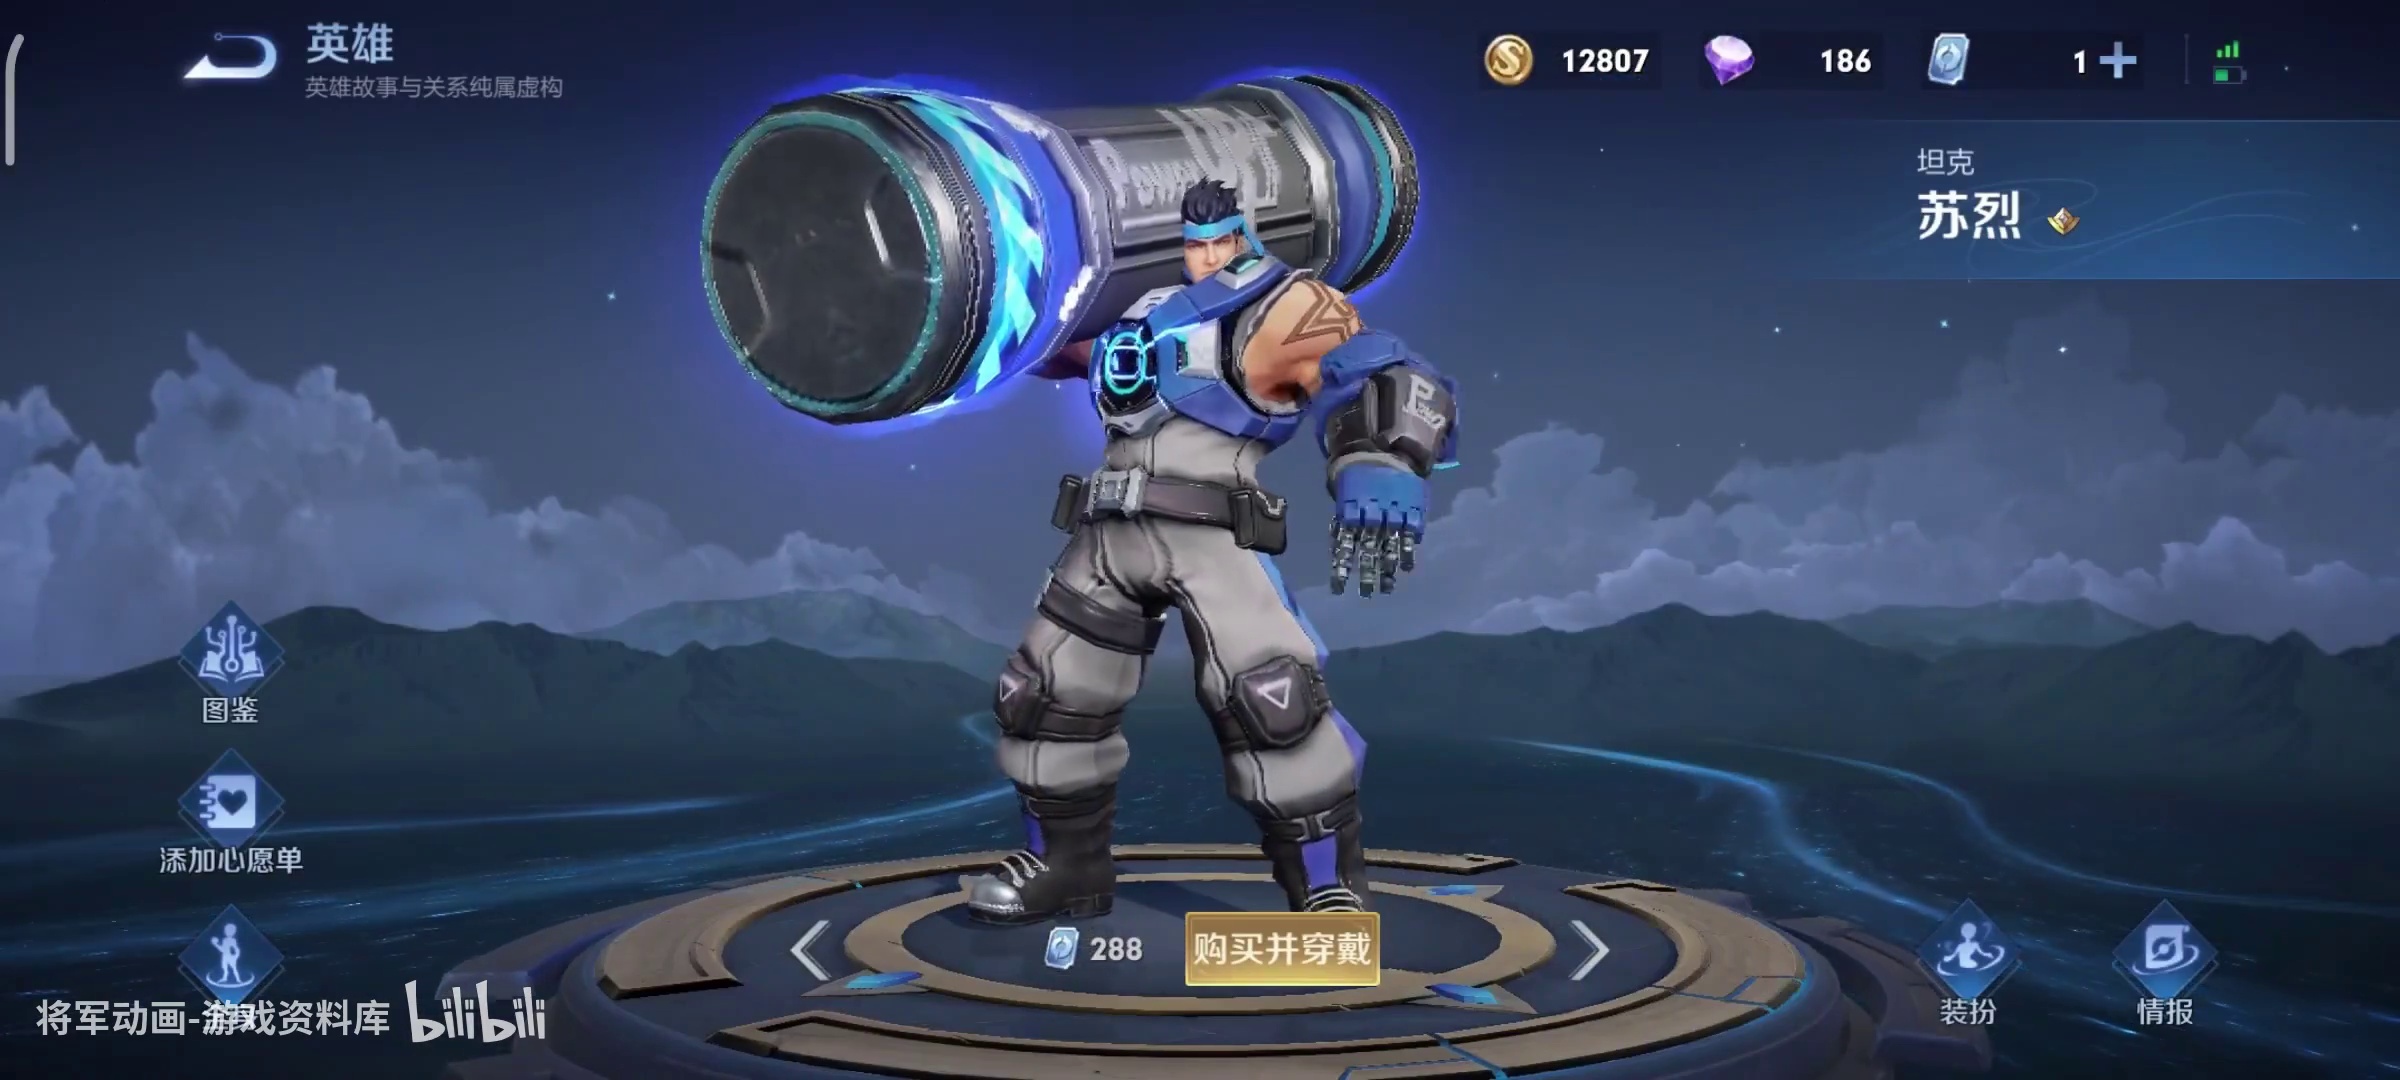 英雄
英雄故事与关系纯属虚构
12807
186
1
坦克
苏烈
POWER UP!
图鉴
添加心愿单
288
购买并穿戴
装扮
情报
将军动画-游戏资料库 bilibili